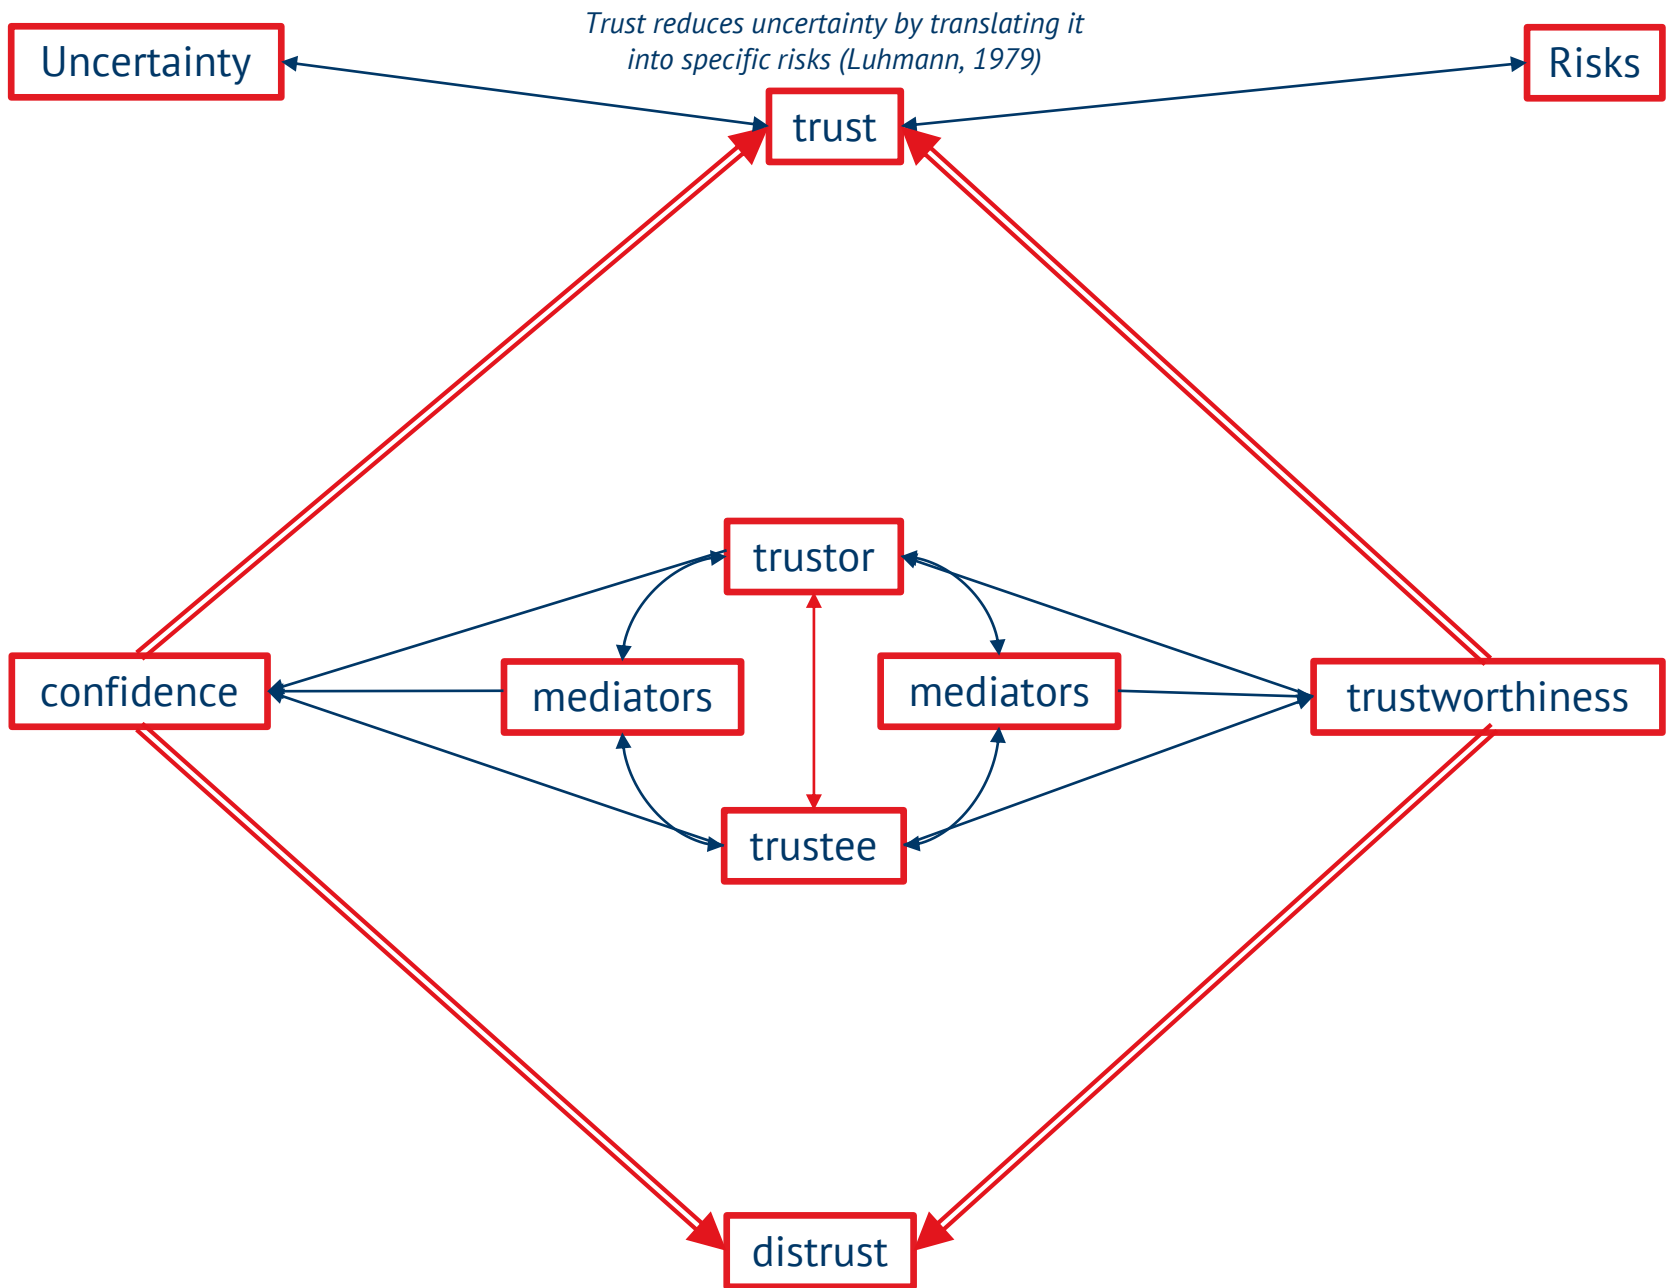 Trust reduces uncertainty by translating it
into specific risks (Luhmann, 1979)
Uncertainty
Risks
trust
trustor
confidence
mediators
mediators
trustworthiness
trustee
distrust